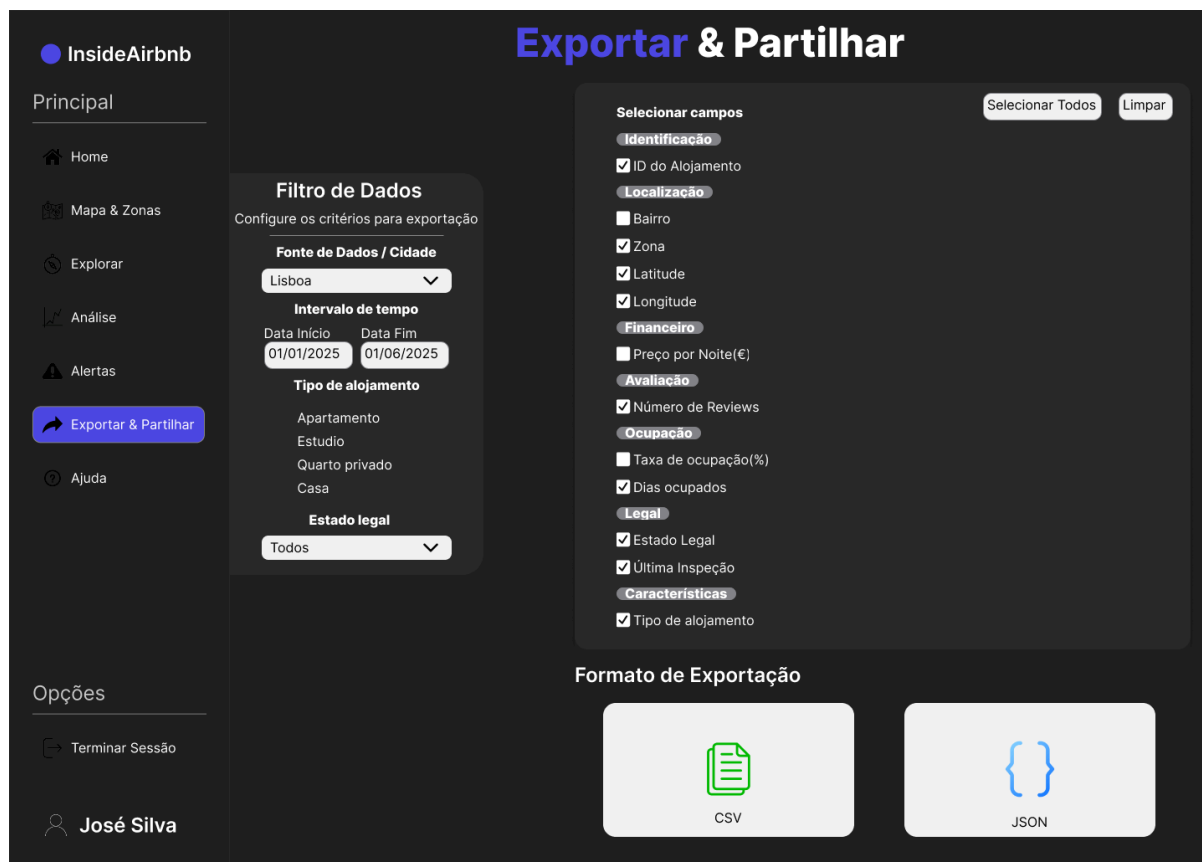 InsideAirbnb
Principal
Home
Mapa & Zonas
Explorar
Análise
Alertas
Exportar & Partilhar
Ajuda
Opções
Terminar Sessão
José Silva
Exportar & Partilhar
Filtro de Dados
Configure os critérios para exportação
Fonte de Dados / Cidade
Lisboa
Intervalo de tempo
Data Início Data Fim
01/01/2025 01/06/2025
Tipo de alojamento
Apartamento
Estudio
Quarto privado
Casa
Estado legal
Todos
Selecionar campos
Selecionar Todos Limpar
Identificação
ID do Alojamento
Localização
Bairro
Zona
Latitude
Longitude
Financeiro
Preço por Noite(€)
Avaliação
Número de Reviews
Ocupação
Taxa de ocupação(%)
Dias ocupados
Legal
Estado Legal
Última Inspeção
Características
Tipo de alojamento
Formato de Exportação
CSV
JSON